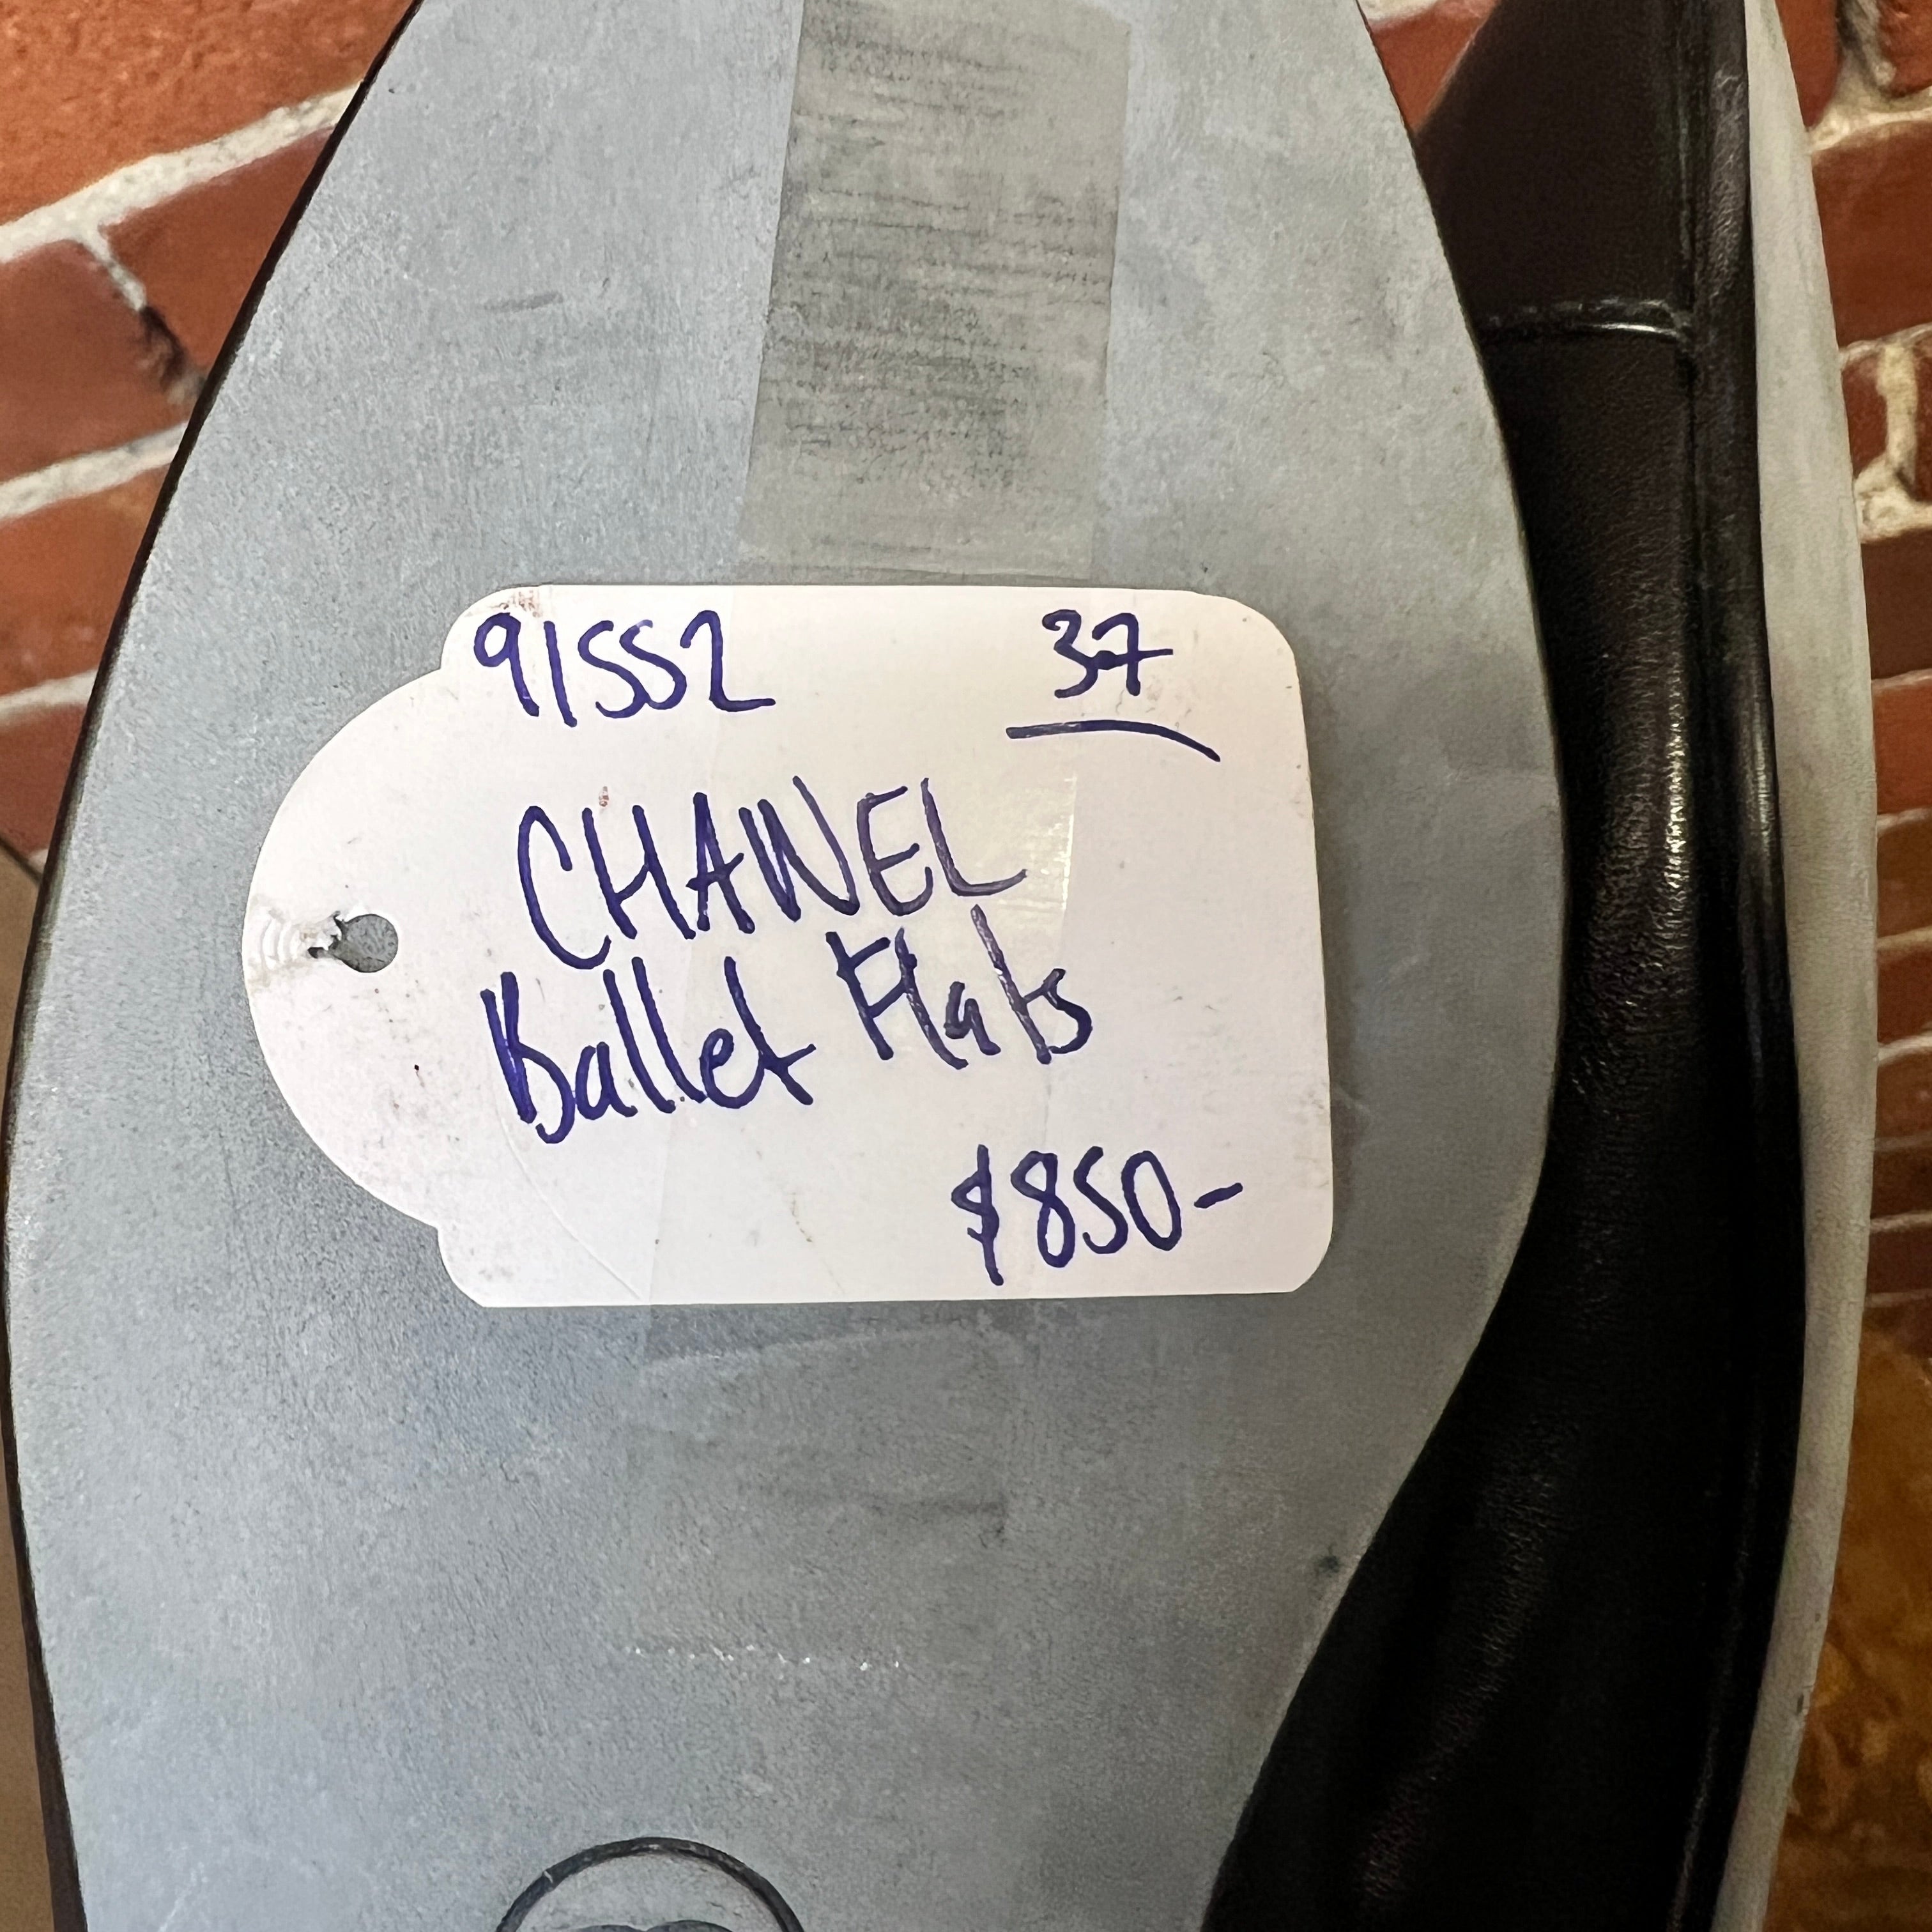 91552 37
CHANEL
Ballet Flats
$850-